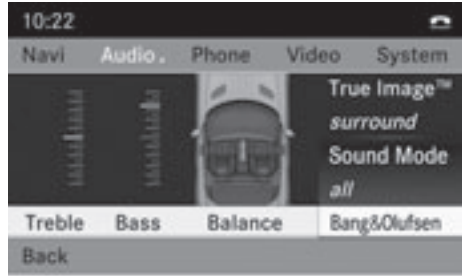 10:22
Navi Audio Phone Video System
True Image™
surround
Sound Mode
all
Treble Bass Balance Bang&Olufsen
Back